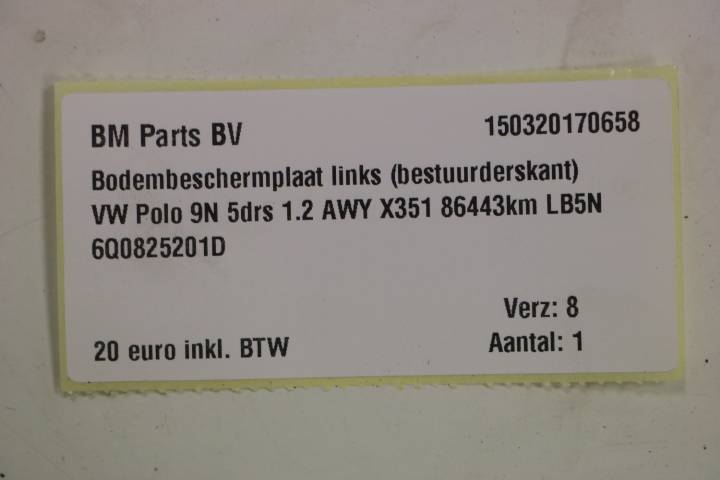 BM Parts BV 150320170658
Bodembeschermplaat links (bestuurderskant)
VW Polo 9N 5drs 1.2 AWY X351 86443km LB5N
6Q0825201D
Verz: 8
20 euro inkl. BTW Aantal: 1